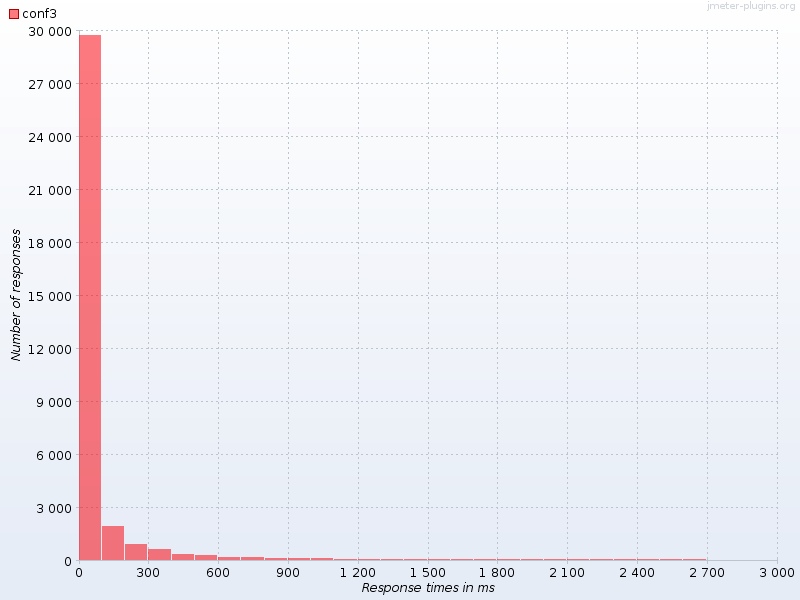 conf3
jmeter-plugins.org
30 000
27 000
24 000
21 000
18 000
15 000
12 000
9 000
6 000
3 000
0
Number of responses
0 300 600 900 1 200 1 500 1 800 2 100 2 400 2 700 3 000
Response times in ms